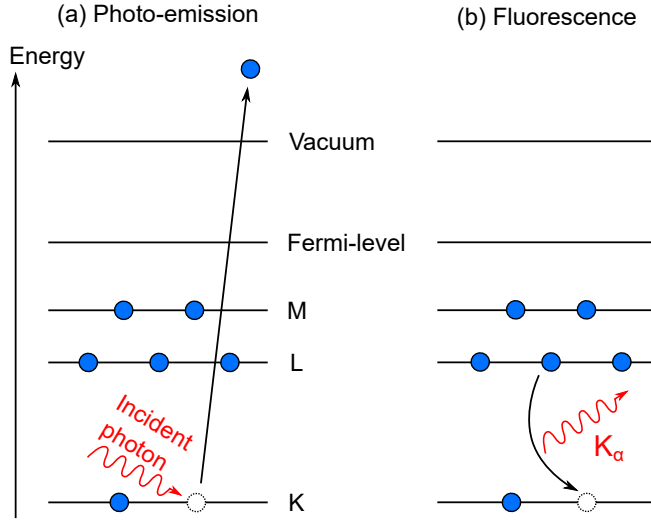 (a) Photo-emission
(b) Fluorescence
Energy
Vacuum
Fermi-level
M
L
Incident
photon
K
Kα